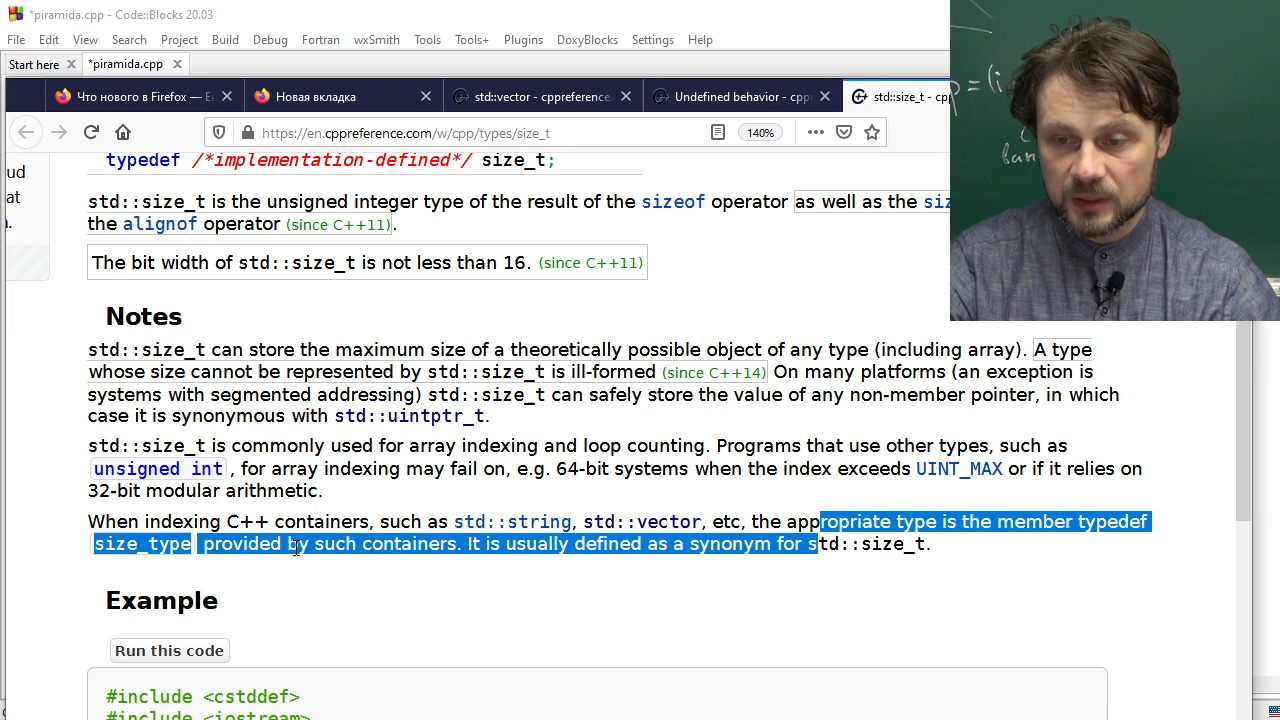 *piramida.cpp - Code::Blocks 20.03
File Edit View Search Project Build Debug Fortran wxSmith Tools Tools+ Plugins DoxyBlocks Settings Help
Start here *piramida.cpp
Что нового в Firefox — Новая вкладка std::vector - cppreference. Undefined behavior - cppr std::size_t - cpp
https://en.cppreference.com/w/cpp/types/size_t 140%
typedef /*implementation-defined*/ size_t;
ud
at
std::size_t is the unsigned integer type of the result of the sizeof operator as well as the siz
the alignof operator (since C++11).
The bit width of std::size_t is not less than 16. (since C++11)
Notes
std::size_t can store the maximum size of a theoretically possible object of any type (including array). A type
whose size cannot be represented by std::size_t is ill-formed (since C++14) On many platforms (an exception is
systems with segmented addressing) std::size_t can safely store the value of any non-member pointer, in which
case it is synonymous with std::uintptr_t.
std::size_t is commonly used for array indexing and loop counting. Programs that use other types, such as
unsigned int, for array indexing may fail on, e.g. 64-bit systems when the index exceeds UINT_MAX or if it relies on
32-bit modular arithmetic.
When indexing C++ containers, such as std::string, std::vector, etc, the appropriate type is the member typedef
size_type provided by such containers. It is usually defined as a synonym for std::size_t.
Example
Run this code
#include <cstddef>
#include <iostream>